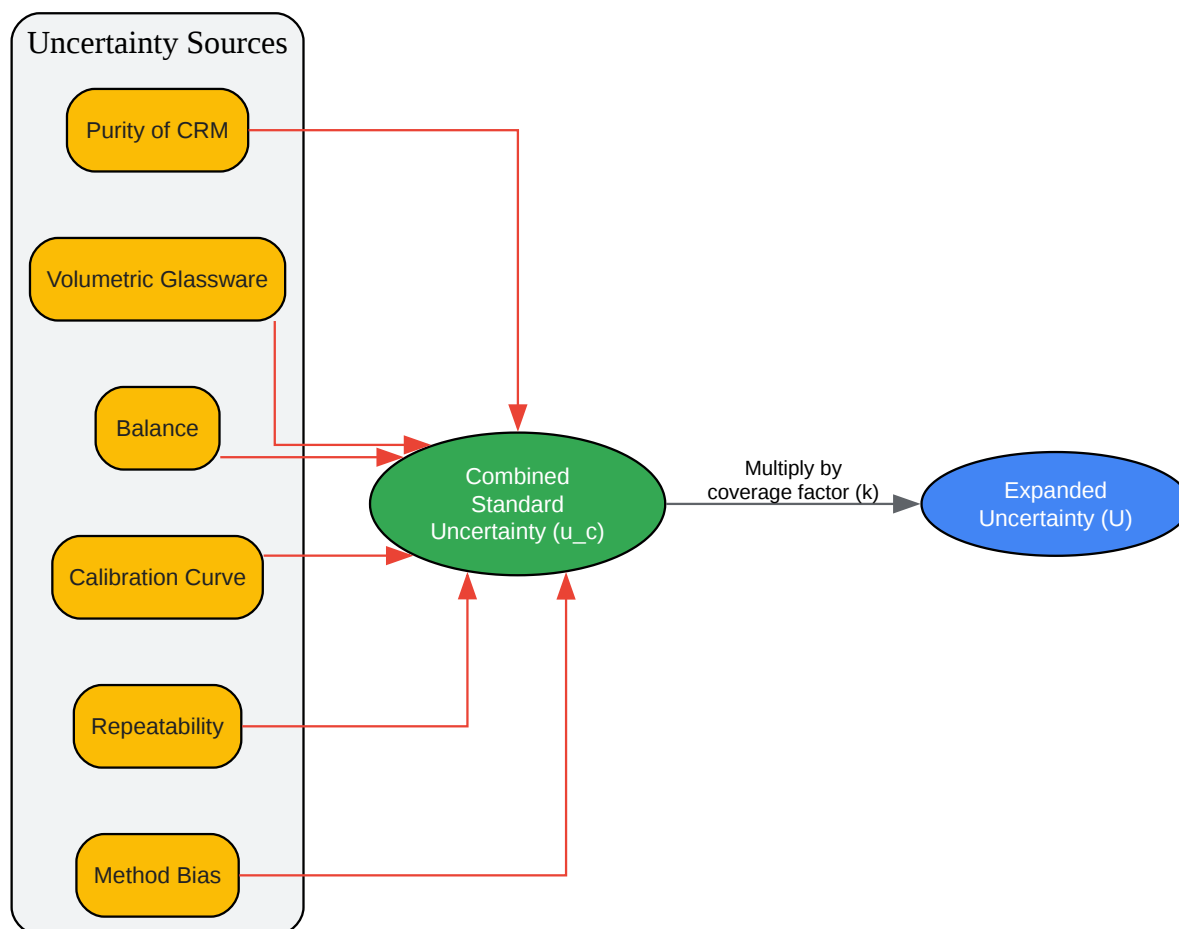 Uncertainty Sources
Purity of CRM
Volumetric Glassware
Balance
Calibration Curve
Repeatability
Method Bias
Combined
Standard
Uncertainty (u_c)
Multiply by
coverage factor (k)
Expanded
Uncertainty (U)